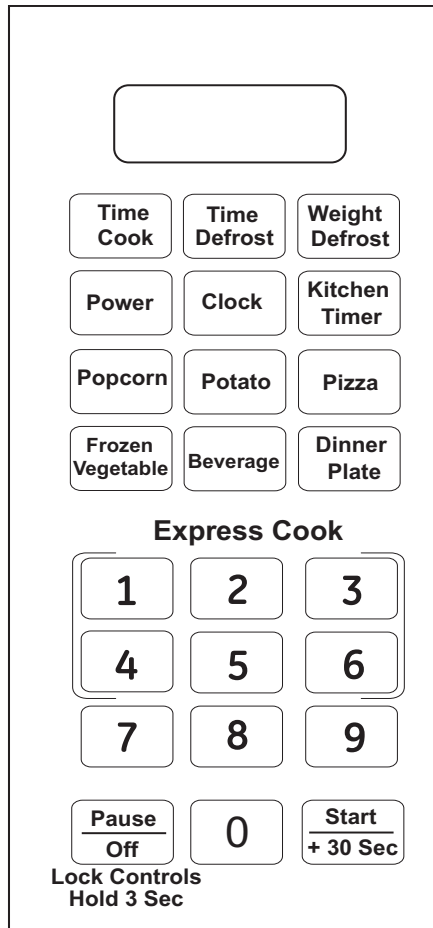 Time Cook
Time Defrost
Weight Defrost
Power
Clock
Kitchen Timer
Popcorn
Potato
Pizza
Frozen Vegetable
Beverage
Dinner Plate
Express Cook
1 2 3
4 5 6
7 8 9
Pause
Off
0
Start
+ 30 Sec
Lock Controls
Hold 3 Sec